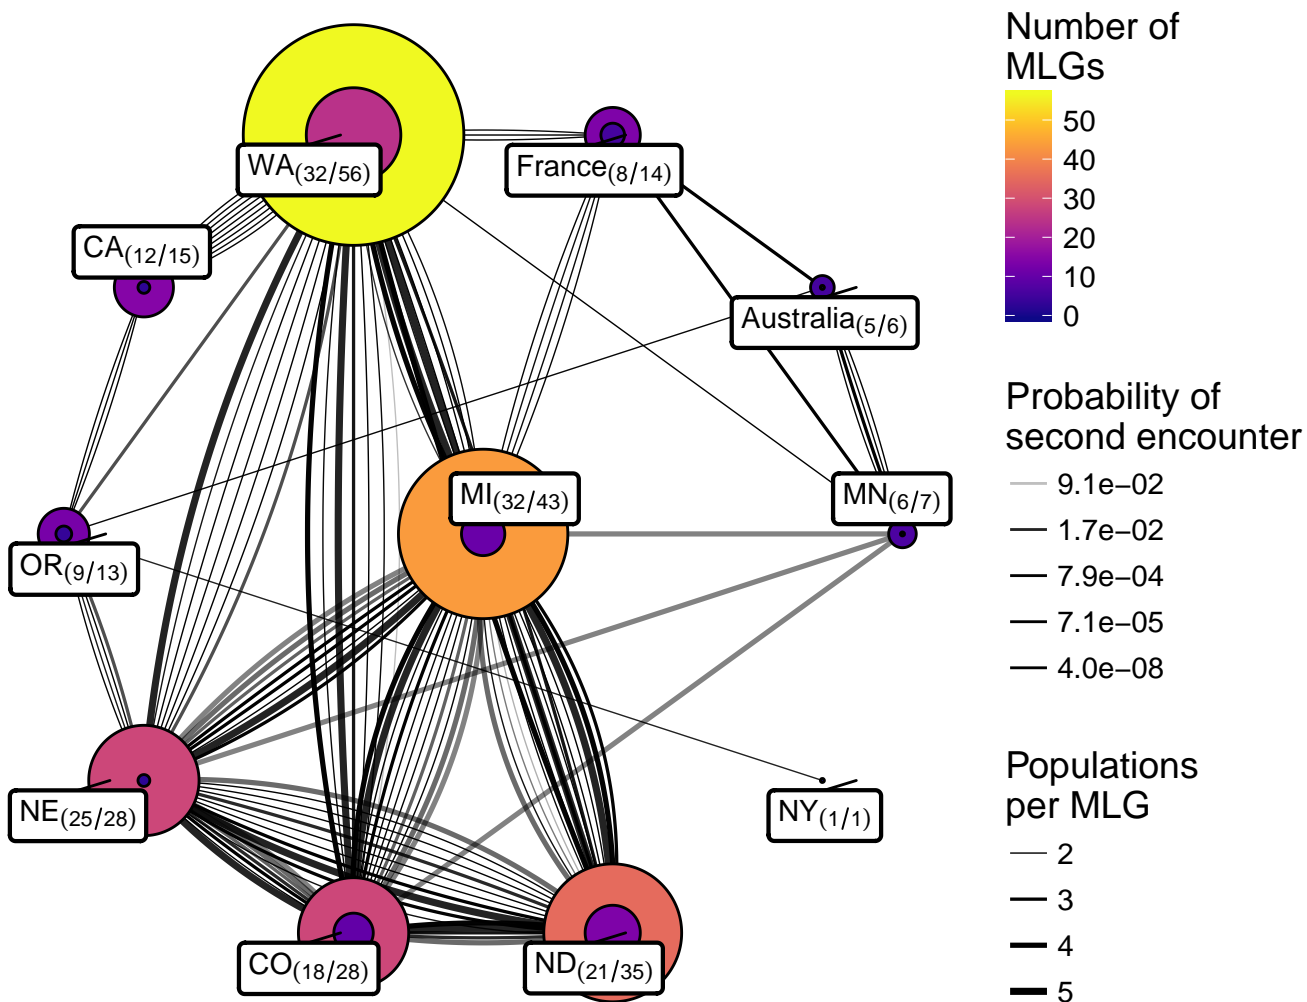 WA(32/56)
France(8/14)
CA(12/15)
Australia(5/6)
MI(32/43)
MN(6/7)
OR(9/13)
NE(25/28)
NY(1/1)
CO(18/28)
ND(21/35)
Number of
MLGs
50
40
30
20
10
0
Probability of
second encounter
9.1e−02
1.7e−02
7.9e−04
7.1e−05
4.0e−08
Populations
per MLG
2
3
4
5